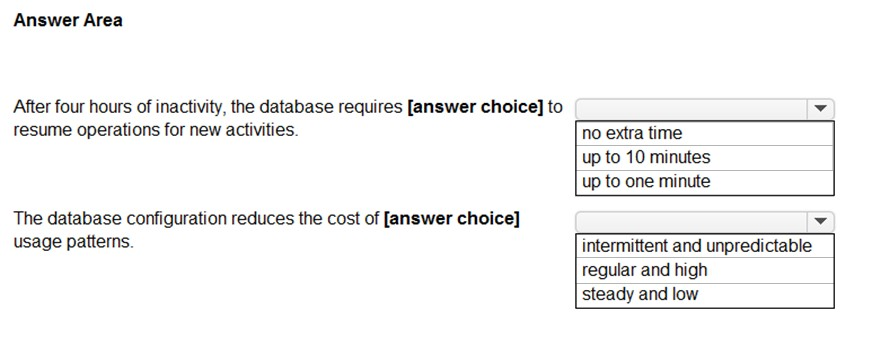 Answer Area
After four hours of inactivity, the database requires [answer choice] to
resume operations for new activities.
no extra time
up to 10 minutes
up to one minute
The database configuration reduces the cost of [answer choice]
usage patterns.
intermittent and unpredictable
regular and high
steady and low